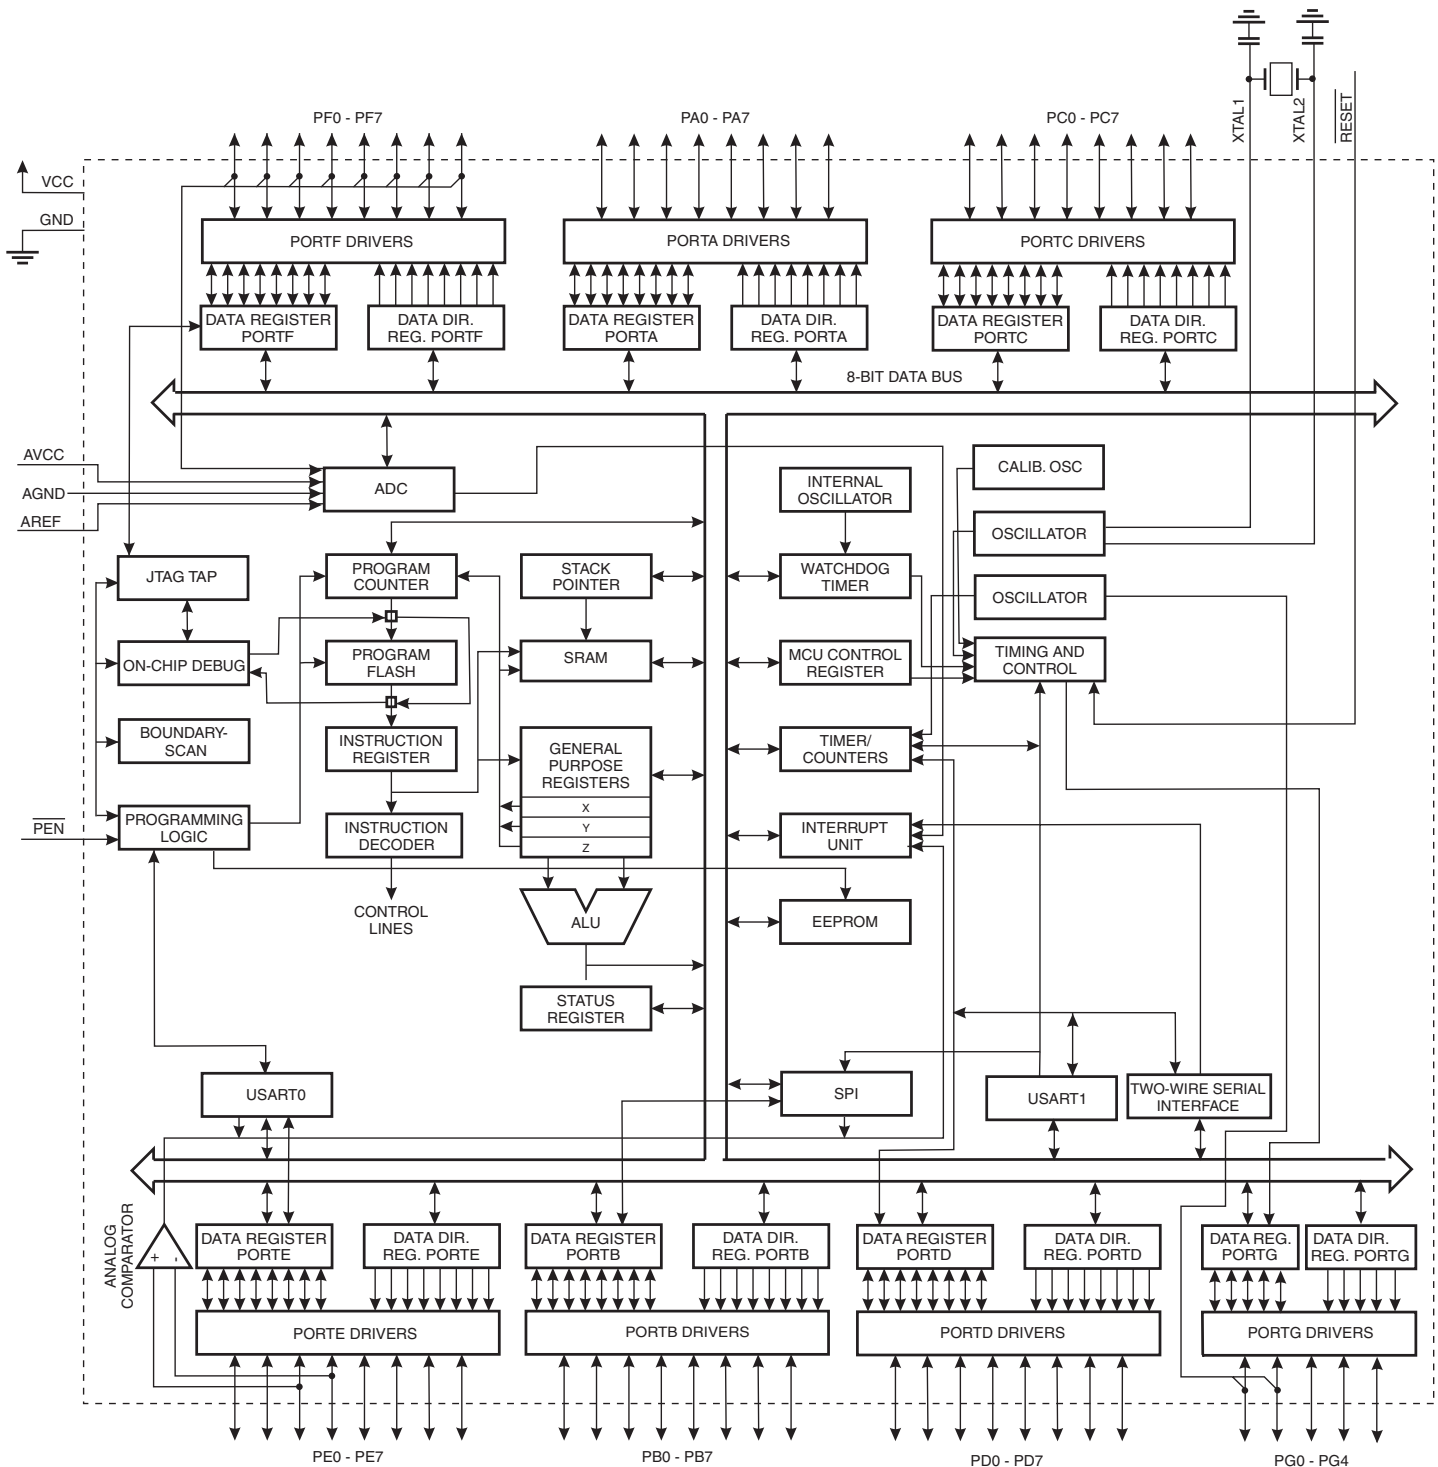 XTAL1
XTAL2
RESET
PF0 - PF7
PA0 - PA7
PC0 - PC7
VCC
GND
PORTF DRIVERS
PORTA DRIVERS
PORTC DRIVERS
DATA REGISTER
PORTF
DATA DIR.
REG. PORTF
DATA REGISTER
PORTA
DATA DIR.
REG. PORTA
DATA REGISTER
PORTC
DATA DIR.
REG. PORTC
8-BIT DATA BUS
AVCC
AGND
AREF
ADC
INTERNAL
OSCILLATOR
CALIB. OSC
OSCILLATOR
JTAG TAP
PROGRAM
COUNTER
STACK
POINTER
WATCHDOG
TIMER
OSCILLATOR
ON-CHIP DEBUG
PROGRAM
FLASH
SRAM
MCU CONTROL
REGISTER
TIMING AND
CONTROL
BOUNDARY-
SCAN
INSTRUCTION
REGISTER
GENERAL
PURPOSE
REGISTERS
X
Y
Z
TIMER/
COUNTERS
PEN
PROGRAMMING
LOGIC
INSTRUCTION
DECODER
INTERRUPT
UNIT
CONTROL
LINES
ALU
EEPROM
STATUS
REGISTER
USART0
SPI
USART1
TWO-WIRE SERIAL
INTERFACE
ANALOG
COMPARATOR
+
-
DATA REGISTER
PORTE
DATA DIR.
REG. PORTE
DATA REGISTER
PORTB
DATA DIR.
REG. PORTB
DATA REGISTER
PORTD
DATA DIR.
REG. PORTD
DATA REG.
PORTG
DATA DIR.
REG. PORTG
PORTE DRIVERS
PORTB DRIVERS
PORTD DRIVERS
PORTG DRIVERS
PE0 - PE7
PB0 - PB7
PD0 - PD7
PG0 - PG4